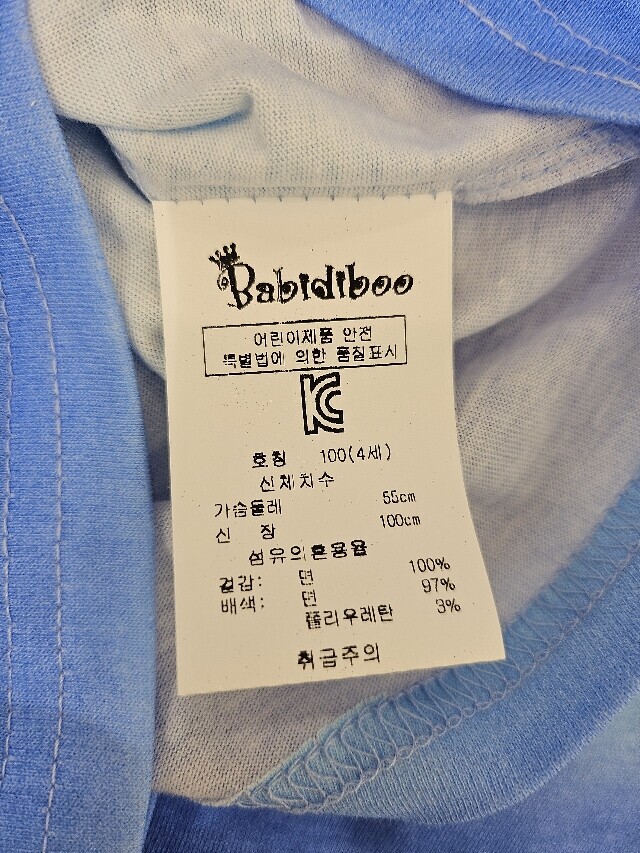 Babidiboo
어린이제품 안전
특별법에 의한 품질표시
KC
호칭 100(4세)
신체치수
가슴둘레 55cm
신 장 100cm
섬유의혼용율
겉감: 면 100%
배색: 면 97%
폴리우레탄 3%
취급주의